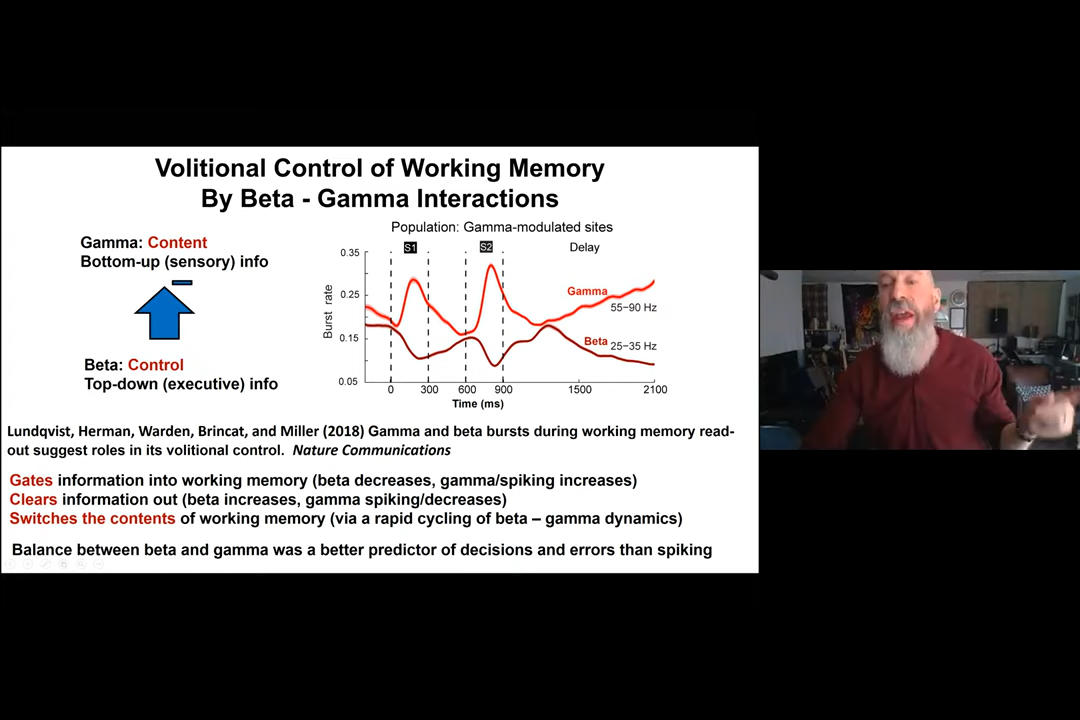 Volitional Control of Working Memory
By Beta - Gamma Interactions
Gamma: Content
Bottom-up (sensory) info
Beta: Control
Top-down (executive) info
Population: Gamma-modulated sites
S1
S2
Delay
0.35
0.25
0.15
0.05
Burst rate
Gamma
55–90 Hz
Beta 25–35 Hz
0 300 600 900 1500 2100
Time (ms)
Lundqvist, Herman, Warden, Brincat, and Miller (2018) Gamma and beta bursts during working memory read-
out suggest roles in its volitional control. Nature Communications
Gates information into working memory (beta decreases, gamma/spiking increases)
Clears information out (beta increases, gamma spiking/decreases)
Switches the contents of working memory (via a rapid cycling of beta – gamma dynamics)
Balance between beta and gamma was a better predictor of decisions and errors than spiking